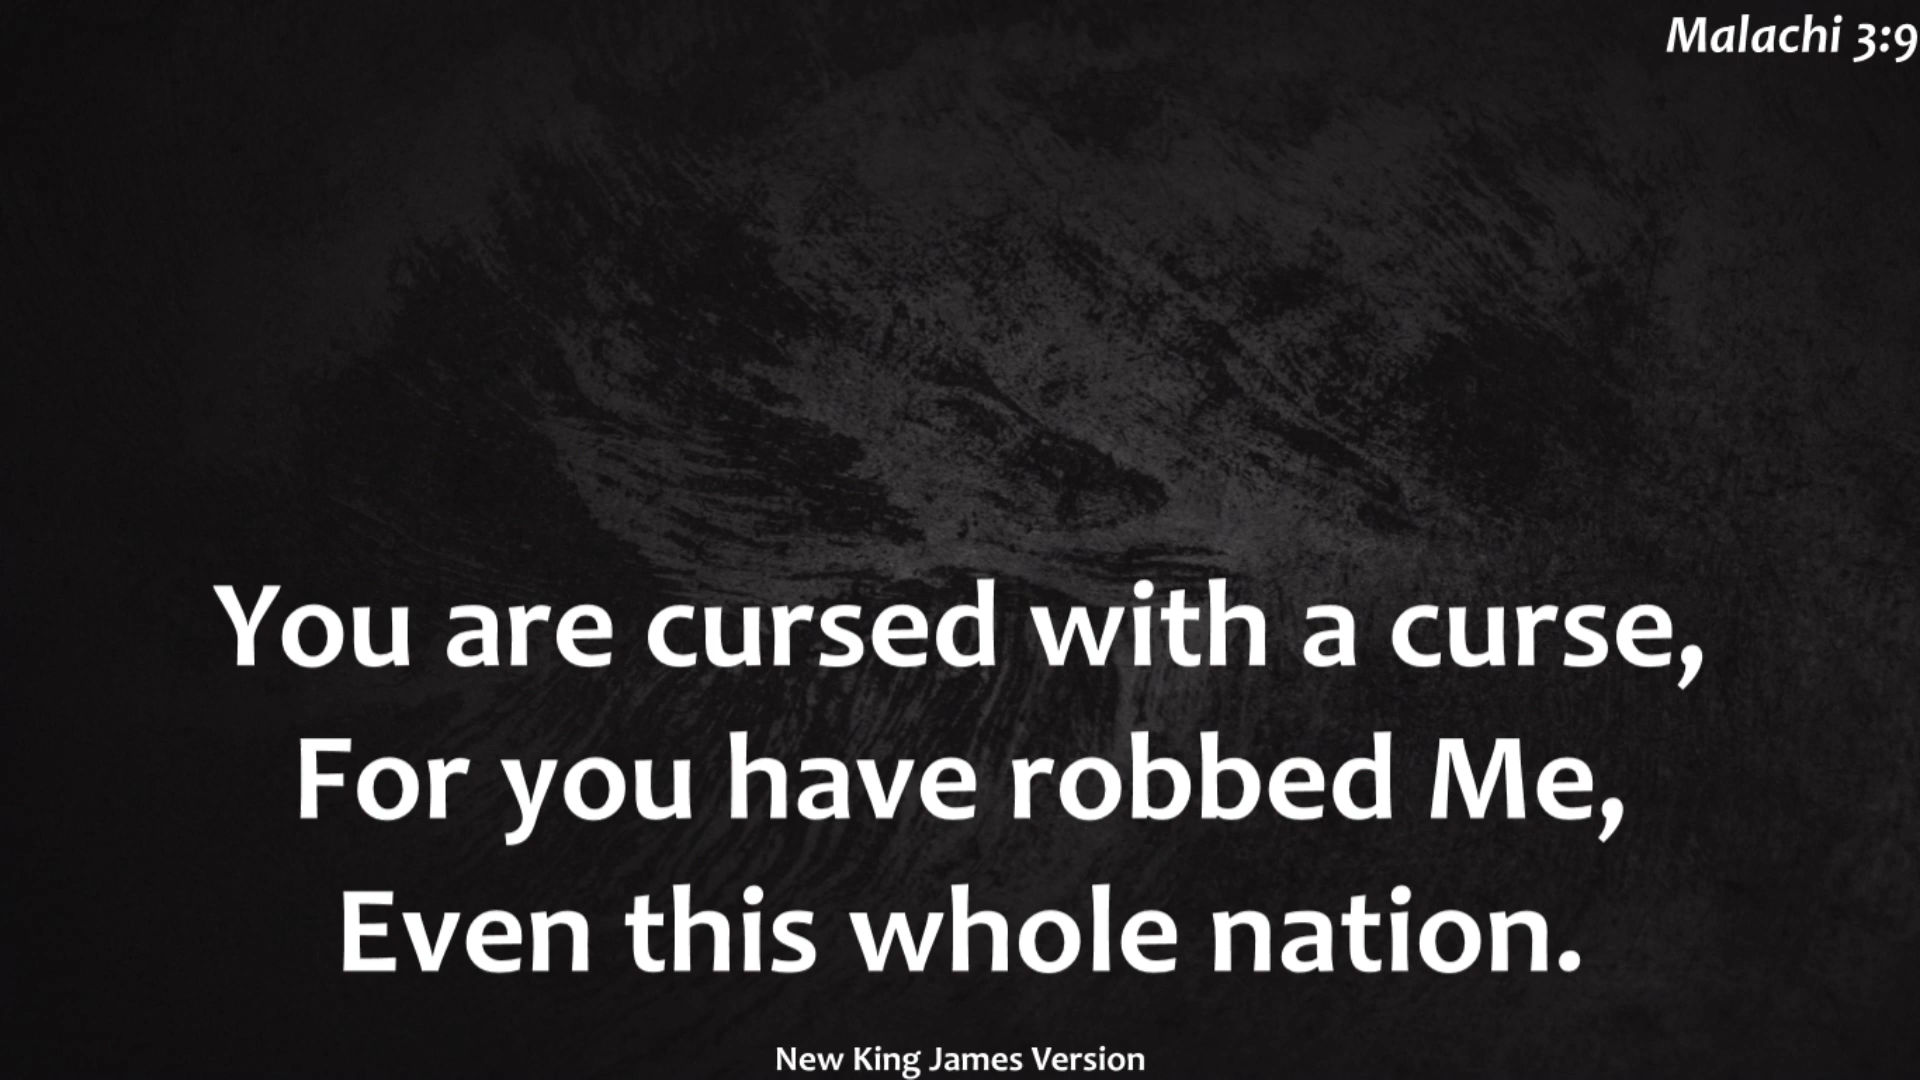 Malachi 3:9
You are cursed with a curse,
For you have robbed Me,
Even this whole nation.
New King James Version